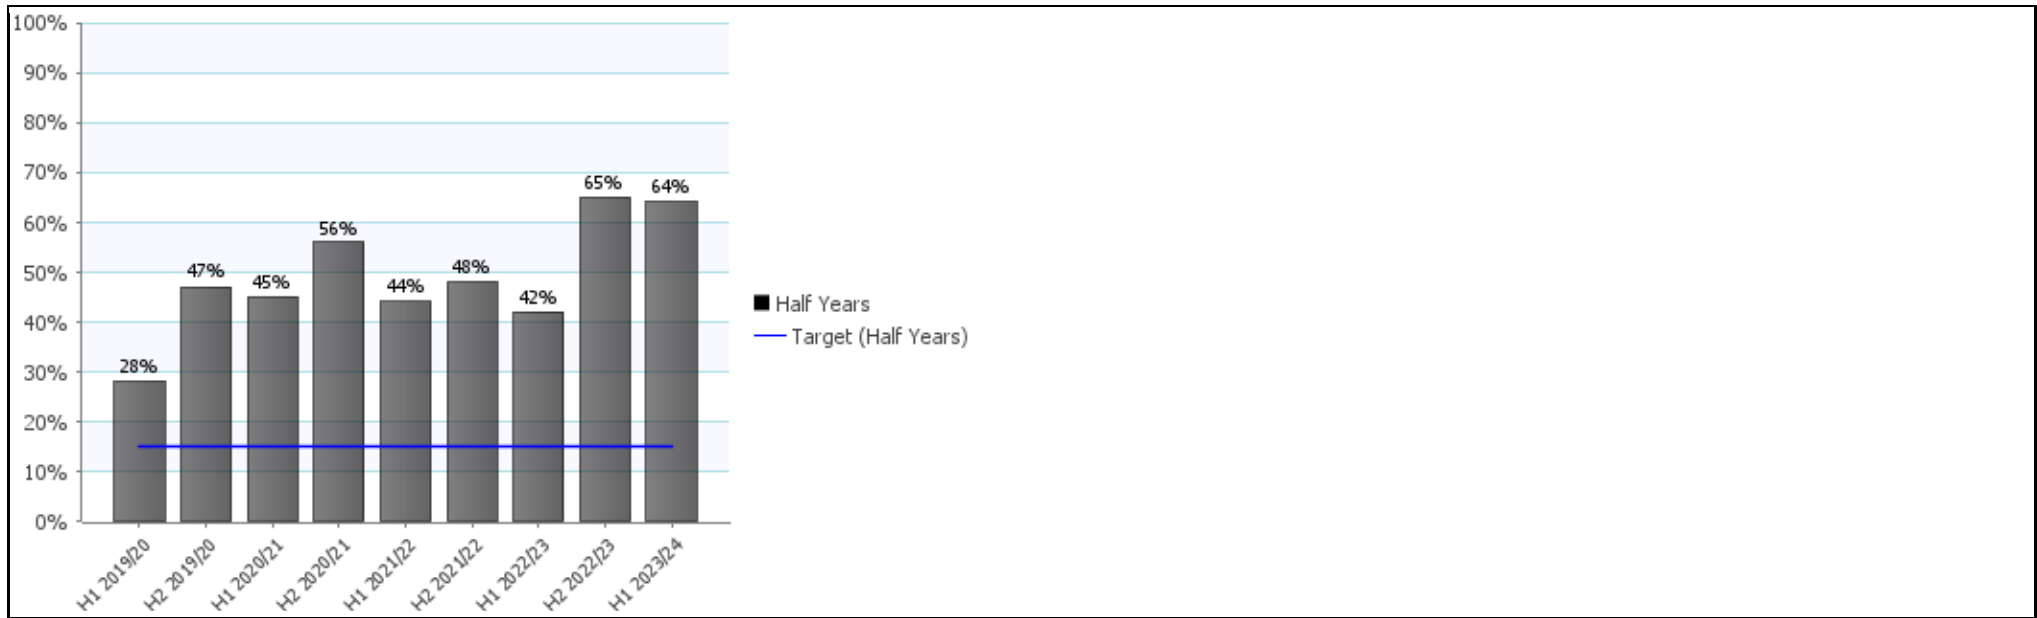 100%
90%
80%
70%
60%
50%
40%
30%
20%
10%
0%
28%
47%
45%
56%
44%
48%
42%
65%
64%
H1 2019/20
H2 2019/20
H1 2020/21
H2 2020/21
H1 2021/22
H2 2021/22
H1 2022/23
H2 2022/23
H1 2023/24
Half Years
Target (Half Years)